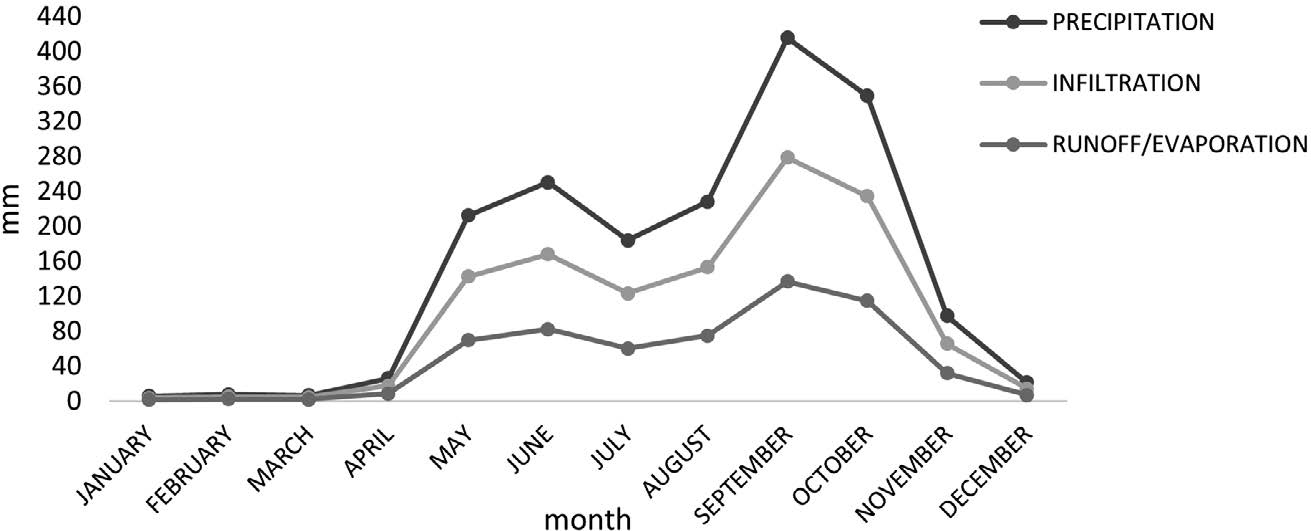 440
400
360
320
280
240
200
160
120
80
40
0
mm
JANUARY
FEBRUARY
MARCH
APRIL
MAY
JUNE
JULY
AUGUST
SEPTEMBER
OCTOBER
NOVEMBER
DECEMBER
month
PRECIPITATION
INFILTRATION
RUNOFF/EVAPORATION